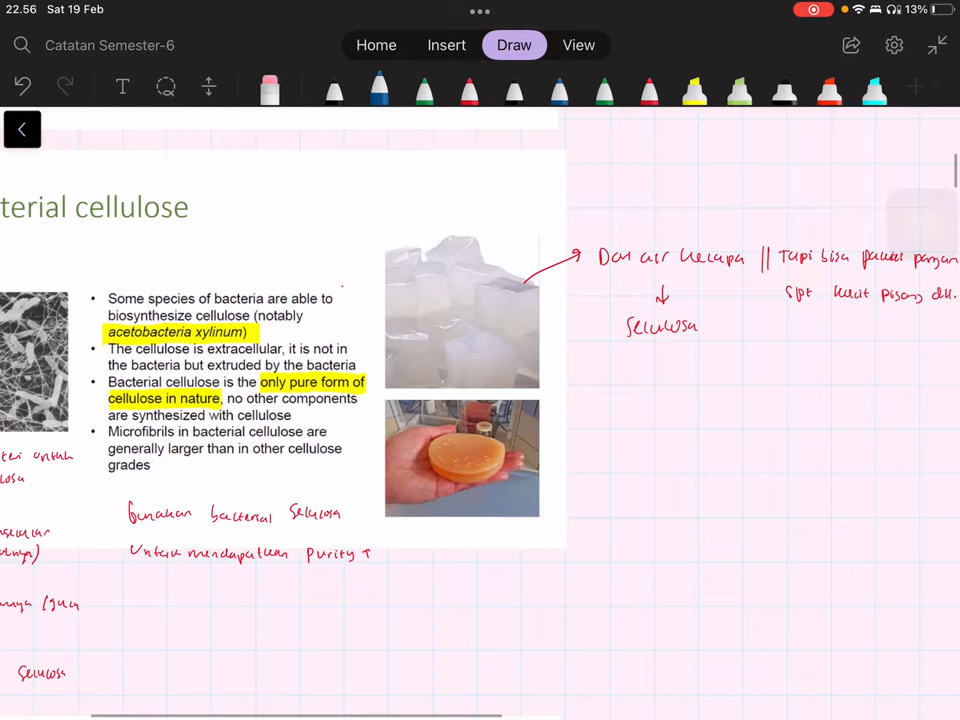 22.56 Sat 19 Feb
13%
Catatan Semester-6
Home Insert Draw View
T
terial cellulose
• Some species of bacteria are able to
biosynthesize cellulose (notably
acetobacteria xylinum)
• The cellulose is extracellular, it is not in
the bacteria but extruded by the bacteria
• Bacterial cellulose is the only pure form of
cellulose in nature, no other components
are synthesized with cellulose
• Microfibrils in bacterial cellulose are
generally larger than in other cellulose
grades
Dari air kelapa || Tapi bisa pakai
↓ spt kulit pisang dll.
Selulosa
teri untuk
losa
Gunakan bacterial Selulosa
untuk mendapatkan purity ↑
Selulosa